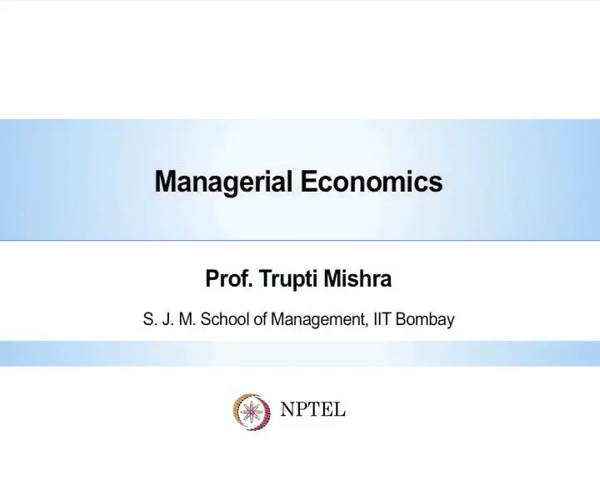 Managerial Economics
Prof. Trupti Mishra
S. J. M. School of Management, IIT Bombay
NPTEL